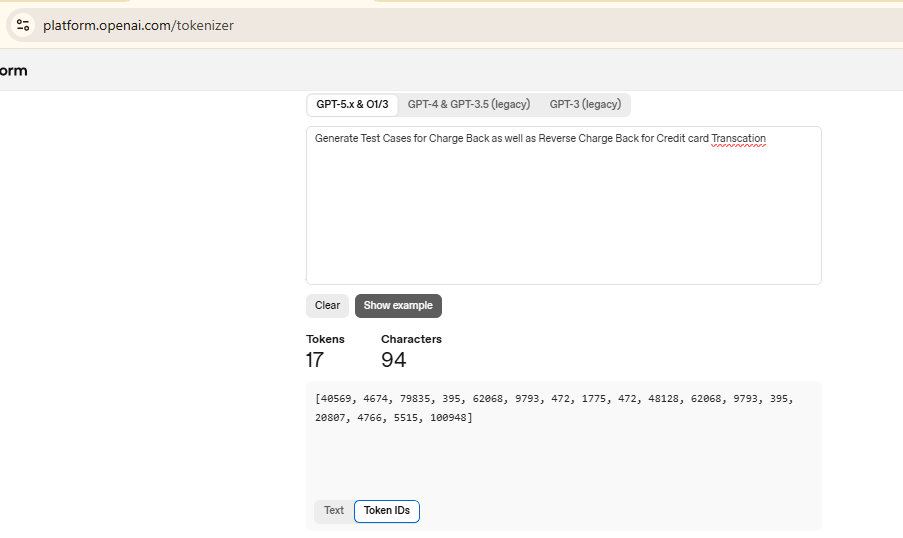 platform.openai.com/tokenizer
orm
GPT-5.x & O1/3 GPT-4 & GPT-3.5 (legacy) GPT-3 (legacy)
Generate Test Cases for Charge Back as well as Reverse Charge Back for Credit card Transcation
Clear Show example
Tokens Characters
17 94
[40569, 4674, 79835, 395, 62068, 9793, 472, 1775, 472, 48128, 62068, 9793, 395,
20807, 4766, 5515, 100948]
Text Token IDs